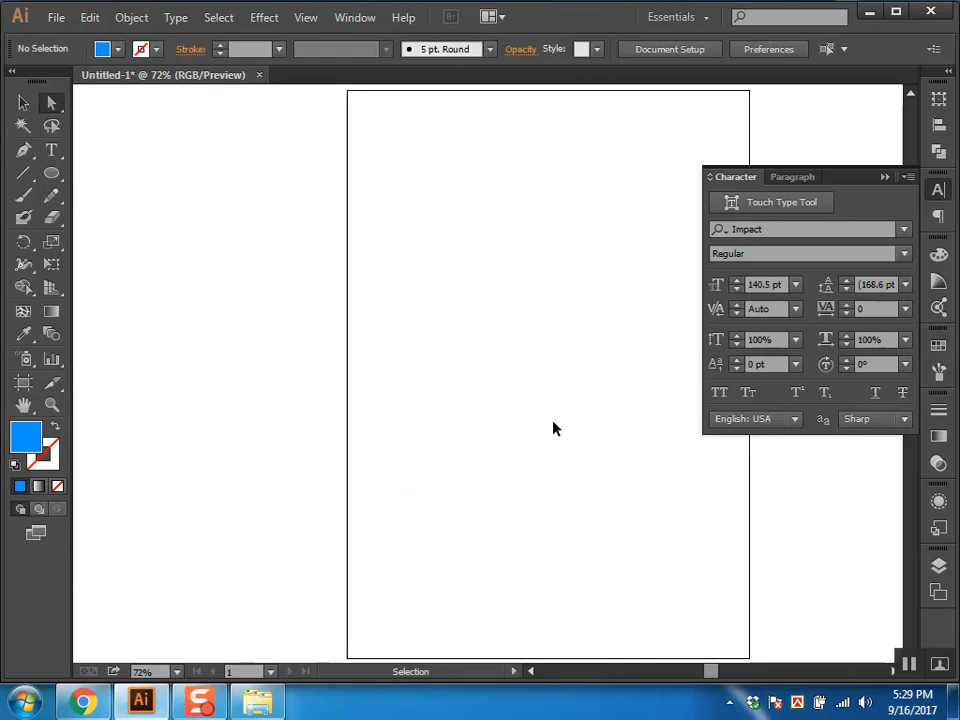 Ai File Edit Object Type Select Effect View Window Help Br Essentials
No Selection Stroke: 5 pt. Round Opacity Style: Document Setup Preferences
Untitled-1* @ 72% (RGB/Preview) ×
Character Paragraph
Touch Type Tool
Impact
Regular
140.5 pt (168.6 pt
Auto 0
100% 100%
0 pt 0°
English: USA Sharp
72% 1 Selection
Ai 5:29 PM
9/16/2017